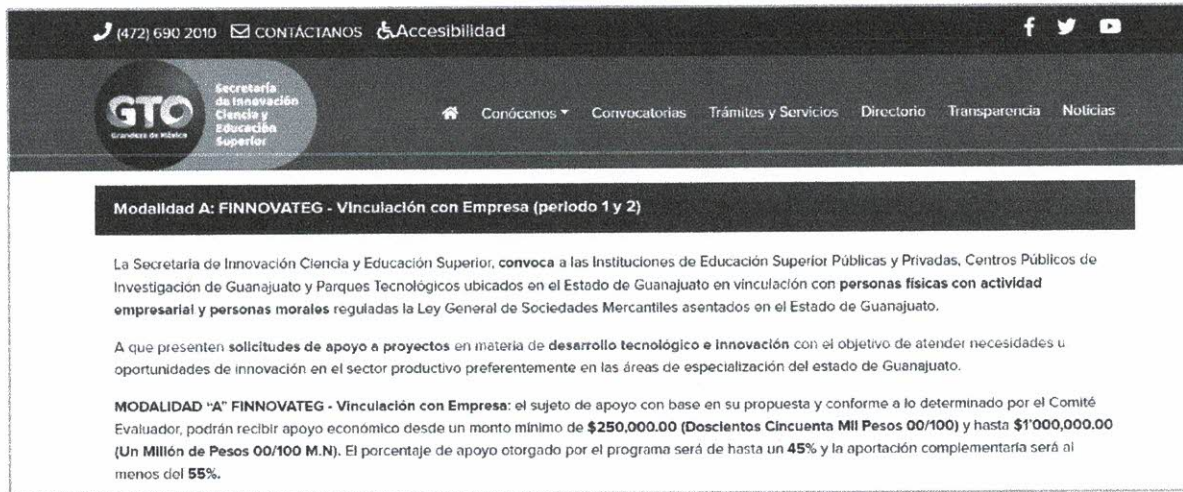 (472) 690 2010 CONTÁCTANOS Accesibilidad
GTO
Grandeza de México
Secretaría
de Innovación
Ciencia y
Educación
Superior
Conócenos Convocatorias Trámites y Servicios Directorio Transparencia Noticias
Modalidad A: FINNOVATEG - Vinculación con Empresa (periodo 1 y 2)
La Secretaria de Innovación Ciencia y Educación Superior, convoca a las Instituciones de Educación Superior Públicas y Privadas, Centros Públicos de
Investigación de Guanajuato y Parques Tecnológicos ubicados en el Estado de Guanajuato en vinculación con personas físicas con actividad
empresarial y personas morales reguladas la Ley General de Sociedades Mercantiles asentados en el Estado de Guanajuato.
A que presenten solicitudes de apoyo a proyectos en materia de desarrollo tecnológico e innovación con el objetivo de atender necesidades u
oportunidades de innovación en el sector productivo preferentemente en las áreas de especialización del estado de Guanajuato.
MODALIDAD "A" FINNOVATEG - Vinculación con Empresa: el sujeto de apoyo con base en su propuesta y conforme a lo determinado por el Comité
Evaluador, podrán recibir apoyo económico desde un monto mínimo de $250,000.00 (Doscientos Cincuenta Mil Pesos 00/100) y hasta $1'000,000.00
(Un Millón de Pesos 00/100 M.N). El porcentaje de apoyo otorgado por el programa será de hasta un 45% y la aportación complementaria será al
menos del 55%.